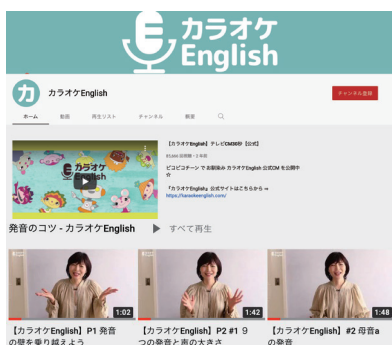 カラオケ
English
カ
カラオケEnglish
チャンネル登録
ホーム
動画
再生リスト
チャンネル
概要
【カラオケEnglish】テレビCM30秒 【公式】
ピコピコチーン でお馴染み カラオケEnglish 公式CM を公開中
☆
『カラオケEnglish』公式サイトはこちらから ⇒
https://karaokeenglish.com/
カラオケ
English
発音のコツ - カラオケEnglish
▶ すべて再生
1:02
1:42
1:48
【カラオケEnglish】P1 発音
の壁を乗り越えよう
【カラオケEnglish】P2 #1 9
つの発音と声の大きさ
【カラオケEnglish】#2 母音a
の発音